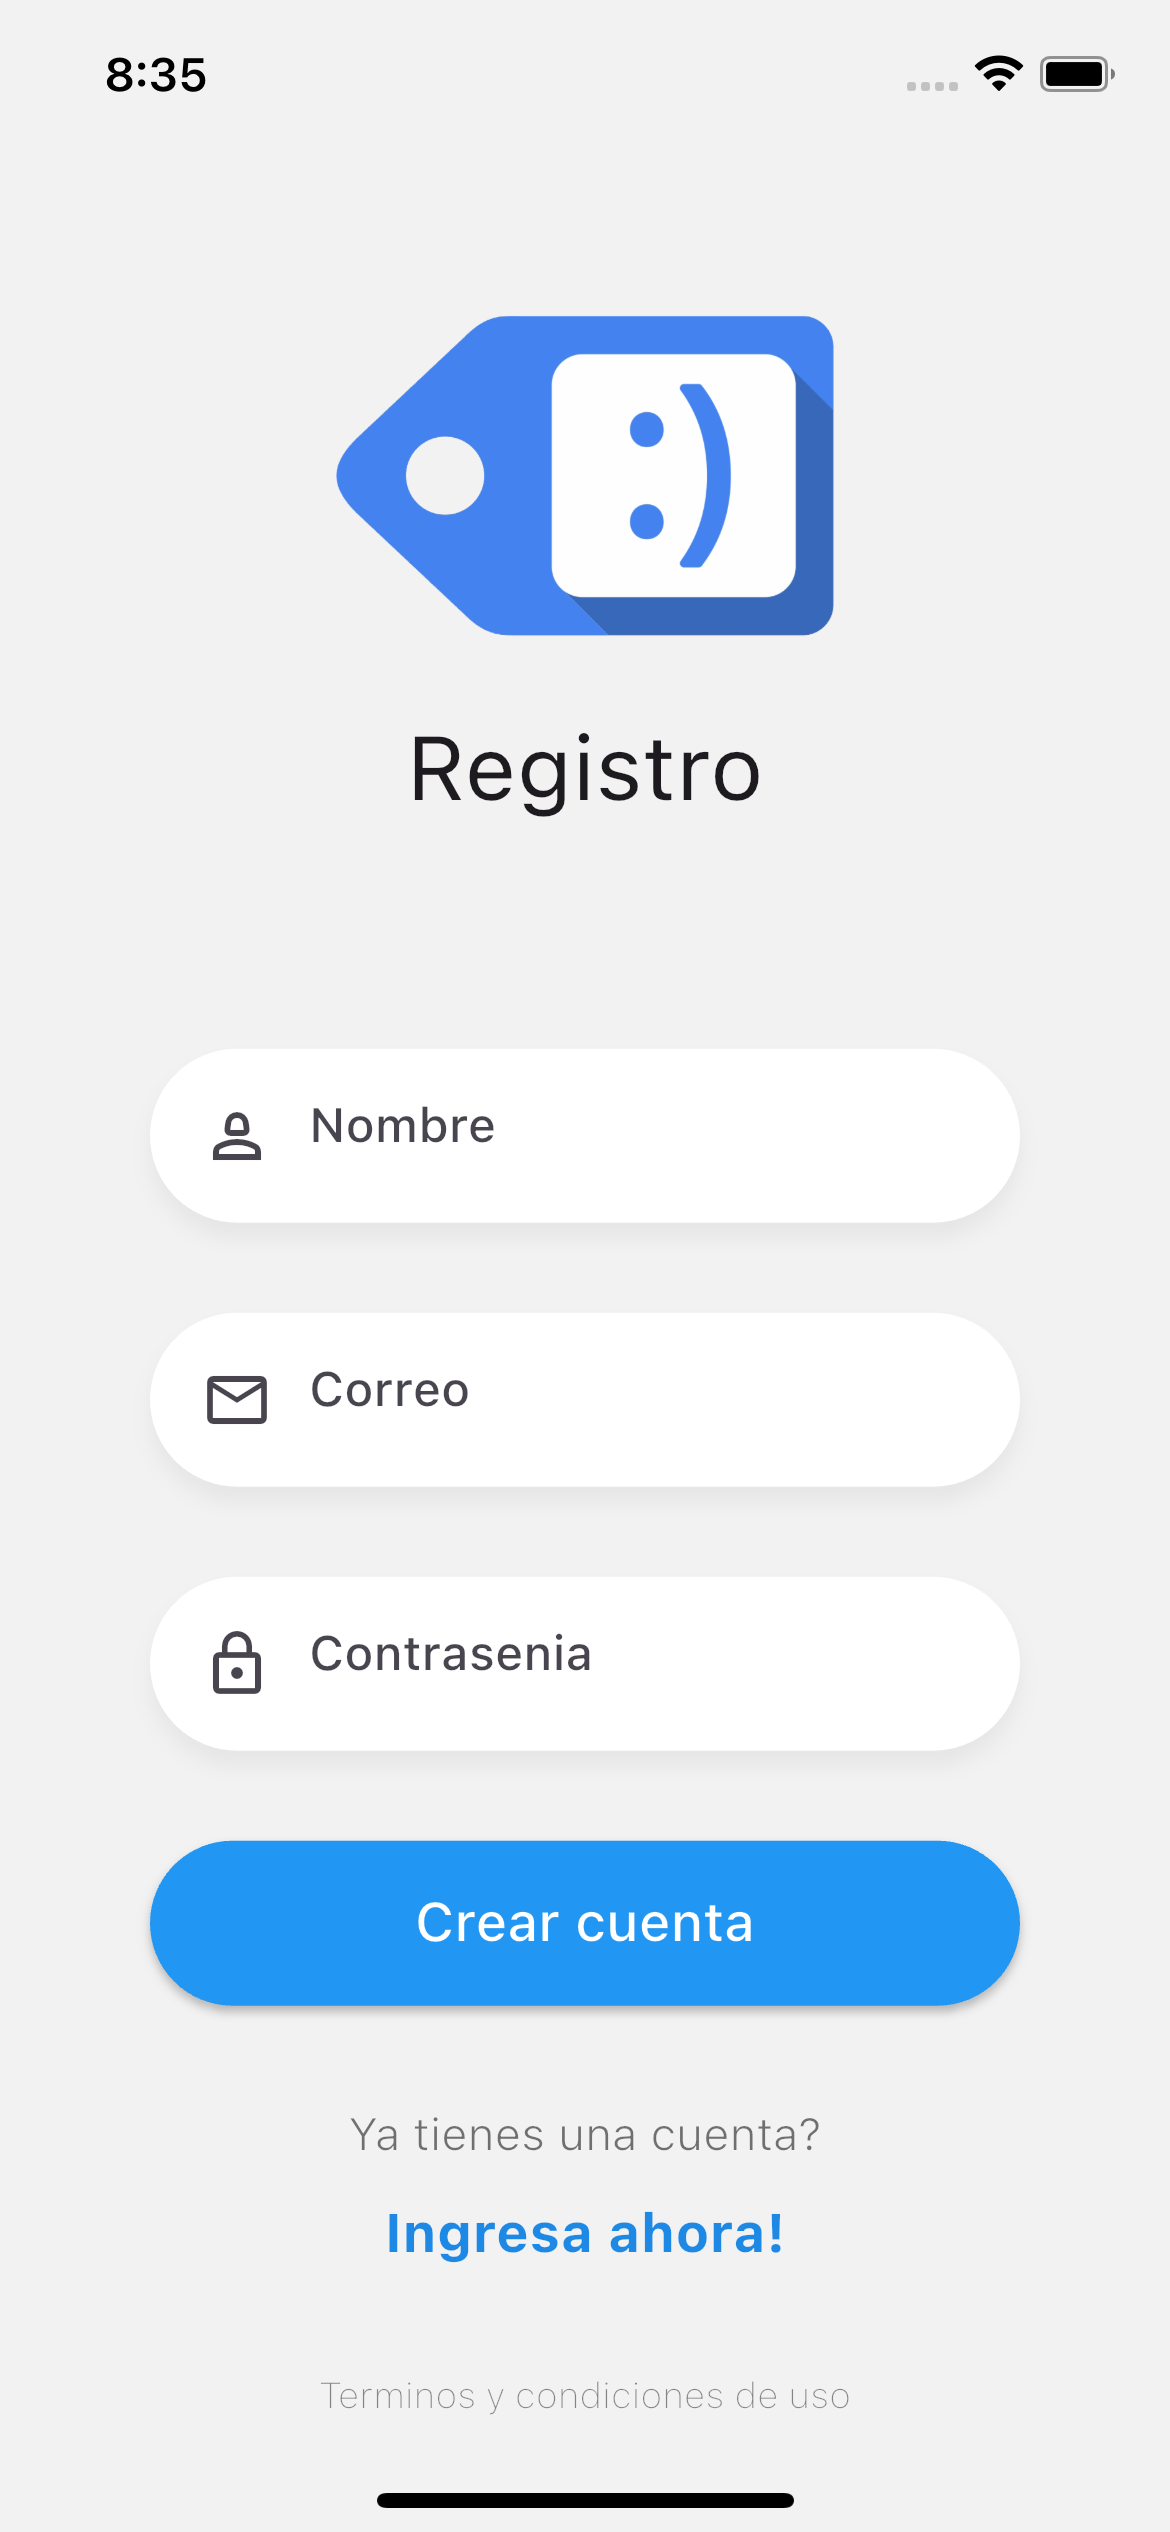 8:35
:)
Registro
Nombre
Correo
Contrasenia
Crear cuenta
Ya tienes una cuenta?
Ingresa ahora!
Terminos y condiciones de uso